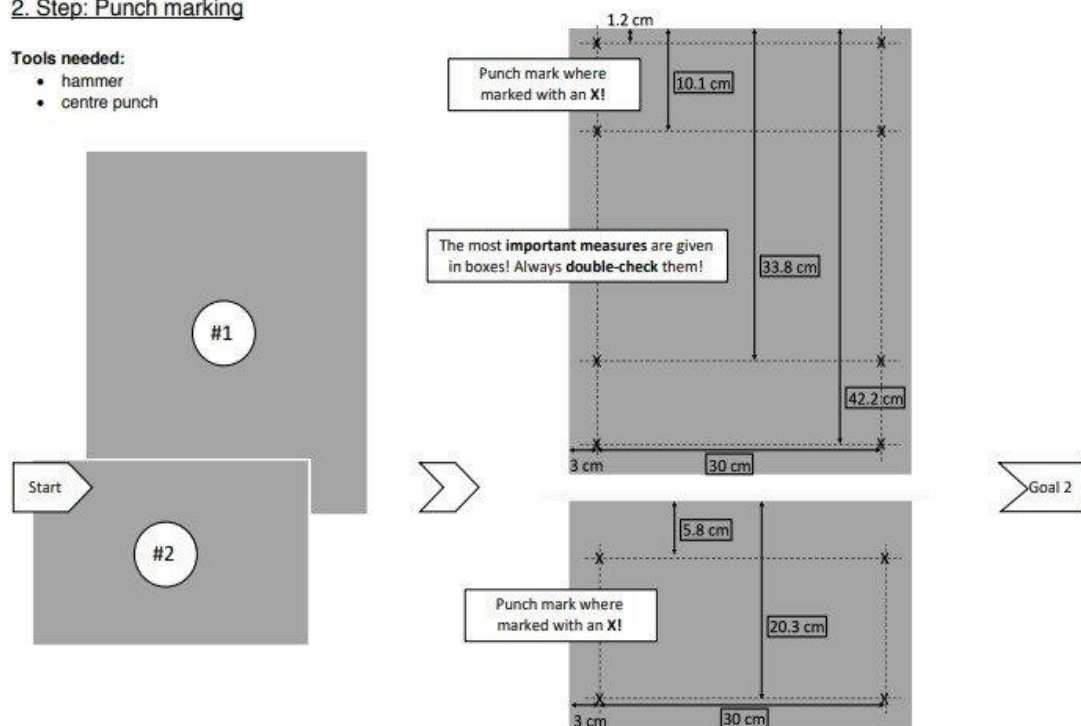 2. Step: Punch marking
Tools needed:
• hammer
• centre punch
#1
Start
#2
1.2 cm
Punch mark where
marked with an X!
10.1 cm
X X
X X
The most important measures are given
in boxes! Always double-check them!
33.8 cm
X X
42.2 cm
X X
3 cm
30 cm
Goal 2
5.8 cm
X X
Punch mark where
marked with an X!
20.3 cm
X X
3 cm
30 cm